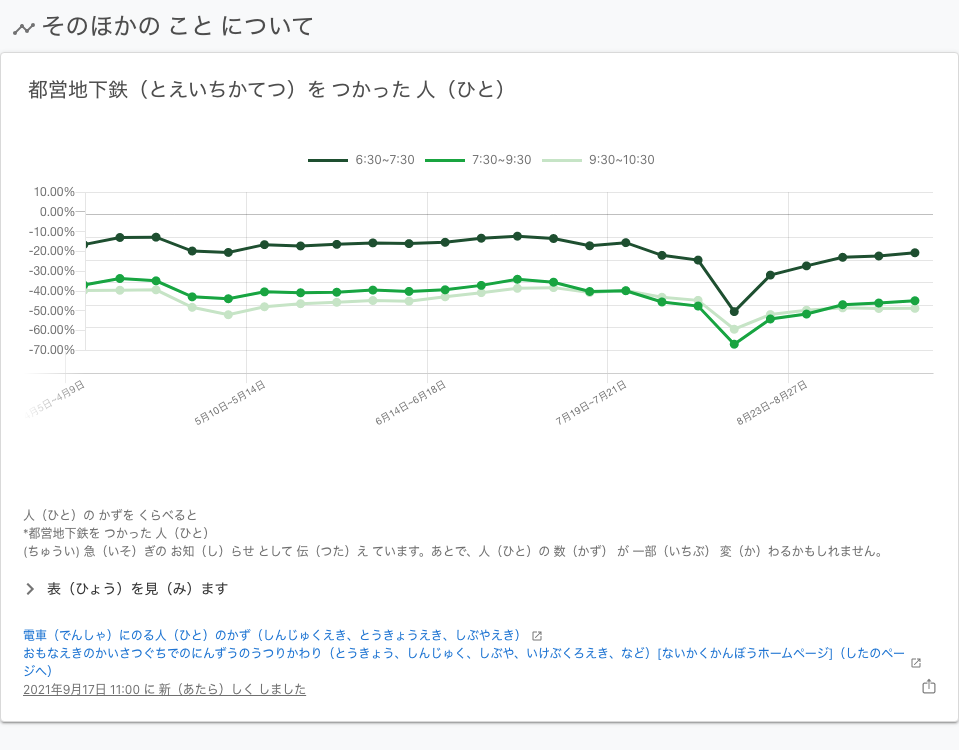 そのほかの こと について
都営地下鉄（とえいちかてつ）を つかった 人（ひと）
6:30~7:30 7:30~9:30 9:30~10:30
10.00%
0.00%
-10.00%
-20.00%
-30.00%
-40.00%
-50.00%
-60.00%
-70.00%
5日~4月9日 5月10日~5月14日 6月14日~6月18日 7月19日~7月21日 8月23日~8月27日
人（ひと）の かずを くらべると
*都営地下鉄を つかった 人（ひと）
(ちゅうい) 急（いそ）ぎの お知（し）らせ として 伝（つた）え ています。あとで、人（ひと）の 数（かず） が 一部（いちぶ） 変（か）わるかもしれません。
表（ひょう）を見（み）ます
電車（でんしゃ）にのる人（ひと）のかず（しんじゅくえき、とうきょうえき、しぶやえき）
おもなえきのかいさつぐちでのにんずうのうつりかわり（とうきょう、しんじゅく、しぶや、いけぶくろえき、など）[ないかくかんぼうホームページ]（したのペー
ジへ）
2021年9月17日 11:00 に 新（あたら）しく しました